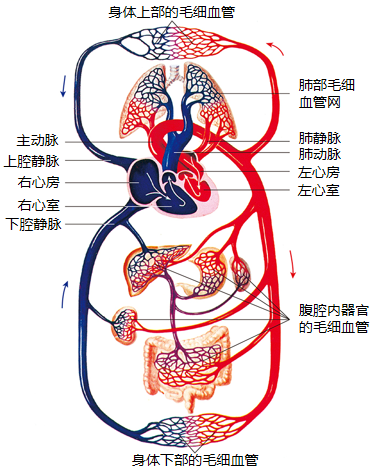 身体上部的毛细血管
肺部毛细
血管网
主动脉
上腔静脉
右心房
右心室
下腔静脉
肺静脉
肺动脉
左心房
左心室
腹腔内器官
的毛细血管
身体下部的毛细血管